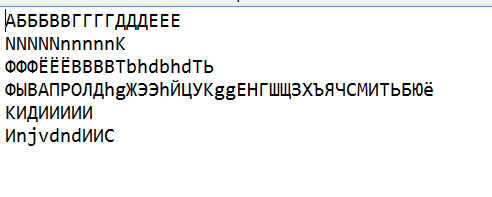 АБББВВГГГГДДДЕЕЕ
NNNNNnnnnnK
ФФФЁЁЁВВВВТbhdbhdТЬ
ФЫВАПРОЛДhgЖЭЭhЙЦУКggЕНГШЩЗХЪЯЧСМИТЬБЮё
КИДИИИИИ
ИnjvdndИИС